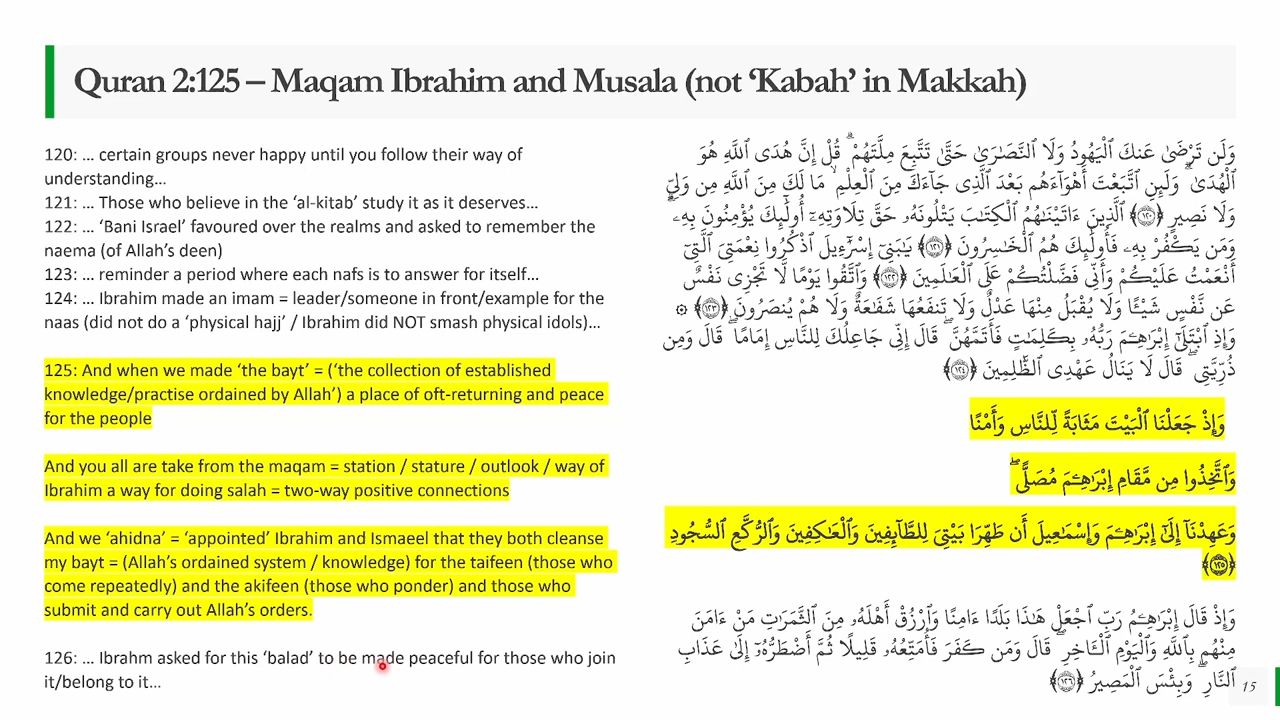 Quran 2:125 – Maqam Ibrahim and Musala (not ‘Kabah’ in Makkah)
120: … certain groups never happy until you follow their way of
understanding…
121: … Those who believe in the ‘al-kitab’ study it as it deserves…
122: … ‘Bani Israel’ favoured over the realms and asked to remember the
naema (of Allah’s deen)
123: … reminder a period where each nafs is to answer for itself…
124: … Ibrahim made an imam = leader/someone in front/example for the
naas (did not do a ‘physical hajj’ / Ibrahim did NOT smash physical idols)…
125: And when we made ‘the bayt’ = (‘the collection of established
knowledge/practise ordained by Allah’) a place of oft-returning and peace
for the people
And you all are take from the maqam = station / stature / outlook / way of
Ibrahim a way for doing salah = two-way positive connections
And we ‘ahidna’ = ‘appointed’ Ibrahim and Ismaeel that they both cleanse
my bayt = (Allah’s ordained system / knowledge) for the taifeen (those who
come repeatedly) and the akifeen (those who ponder) and those who
submit and carry out Allah’s orders.
126: … Ibrahm asked for this ‘balad’ to be made peaceful for those who join
it/belong to it…
وَلَن تَرْضَىٰ عَنكَ ٱلْيَهُودُ وَلَا ٱلنَّصَـٰرَىٰ حَتَّىٰ تَتَّبِعَ مِلَّتَهُمْ ۗ قُلْ إِنَّ هُدَى ٱللَّهِ هُوَ
ٱلْهُدَىٰ ۗ وَلَئِنِ ٱتَّبَعْتَ أَهْوَآءَهُم بَعْدَ ٱلَّذِى جَآءَكَ مِنَ ٱلْعِلْمِ ۙ مَا لَكَ مِنَ ٱللَّهِ مِن وَلِىٍّ
وَلَا نَصِيرٍ ﴿١٢٠﴾ ٱلَّذِينَ ءَاتَيْنَـٰهُمُ ٱلْكِتَـٰبَ يَتْلُونَهُۥ حَقَّ تِلَاوَتِهِۦٓ أُو۟لَـٰٓئِكَ يُؤْمِنُونَ بِهِۦ ۗ
وَمَن يَكْفُرْ بِهِۦ فَأُو۟لَـٰٓئِكَ هُمُ ٱلْخَـٰسِرُونَ ﴿١٢١﴾ يَـٰبَنِىٓ إِسْرَٰٓءِيلَ ٱذْكُرُوا۟ نِعْمَتِىَ ٱلَّتِىٓ
أَنْعَمْتُ عَلَيْكُمْ وَأَنِّى فَضَّلْتُكُمْ عَلَى ٱلْعَـٰلَمِينَ ﴿١٢٢﴾ وَٱتَّقُوا۟ يَوْمًا لَّا تَجْزِى نَفْسٌ
عَن نَّفْسٍ شَيْـًٔا وَلَا يُقْبَلُ مِنْهَا عَدْلٌ وَلَا تَنفَعُهَا شَفَـٰعَةٌ وَلَا هُمْ يُنصَرُونَ ﴿١٢٣﴾ ۞
وَإِذِ ٱبْتَلَىٰٓ إِبْرَٰهِـۧمَ رَبُّهُۥ بِكَلِمَـٰتٍ فَأَتَمَّهُنَّ ۖ قَالَ إِنِّى جَاعِلُكَ لِلنَّاسِ إِمَامًا ۖ قَالَ وَمِن
ذُرِّيَّتِى ۖ قَالَ لَا يَنَالُ عَهْدِى ٱلظَّـٰلِمِينَ ﴿١٢٤﴾
وَإِذْ جَعَلْنَا ٱلْبَيْتَ مَثَابَةً لِّلنَّاسِ وَأَمْنًا
وَٱتَّخِذُوا۟ مِن مَّقَامِ إِبْرَٰهِـۧمَ مُصَلًّى ۖ
وَعَهِدْنَآ إِلَىٰٓ إِبْرَٰهِـۧمَ وَإِسْمَـٰعِيلَ أَن طَهِّرَا بَيْتِىَ لِلطَّآئِفِينَ وَٱلْعَـٰكِفِينَ وَٱلرُّكَّعِ ٱلسُّجُودِ
﴿١٢٥﴾
وَإِذْ قَالَ إِبْرَٰهِـۧمُ رَبِّ ٱجْعَلْ هَـٰذَا بَلَدًا ءَامِنًا وَٱرْزُقْ أَهْلَهُۥ مِنَ ٱلثَّمَرَٰتِ مَنْ ءَامَنَ
مِنْهُم بِٱللَّهِ وَٱلْيَوْمِ ٱلْـَٔاخِرِ ۖ قَالَ وَمَن كَفَرَ فَأُمَتِّعُهُۥ قَلِيلًا ثُمَّ أَضْطَرُّهُۥٓ إِلَىٰ عَذَابِ
ٱلنَّارِ ۖ وَبِئْسَ ٱلْمَصِيرُ ﴿١٢٦﴾
15